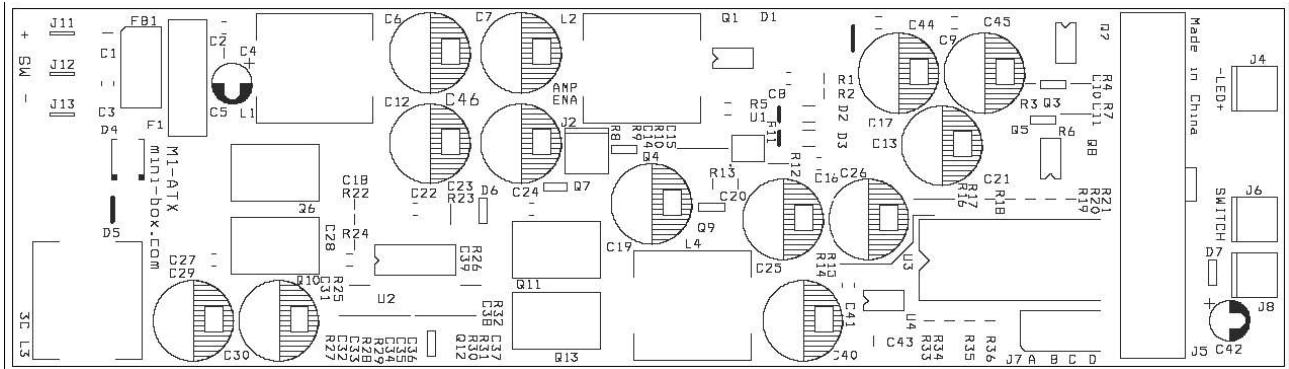 J11
FB1
C2
C6
C7
L2
Q1
D1
C44
C45
Q2
+
SW
-
C1
C4
+
C9
Made in China
-LED+
J4
J12
R1
R2
C8
R4
C10
C3
C5
L1
C12
C46
AMP
ENA
R5
U1
D2
R3
Q3
R7
C11
J13
F1
J2
R11
D3
C17
Q5
R6
D4
M1-ATX
mini-box.com
R8
R9
C14
R10
C15
C13
Q8
Q4
R12
C18
R22
C22
C23
R23
D6
C24
Q7
R13
C20
C16
C26
C21
R16
R17
R18
R19
R20
R21
SWITCH
J6
D5
Q6
R24
C28
Q9
C19
L4
C27
C29
Q10
C39
R26
U2
Q11
C25
R14
R15
U3
D7
C31
R25
C41
U4
J8
3C L3
C30
R27
C32
C33
R28
R29
C34
C35
C36
Q12
R30
R31
C37
C38
R32
Q13
C40
C43
R33
R34
R35
R36
J7
A
B
C
D
J5
+
C42